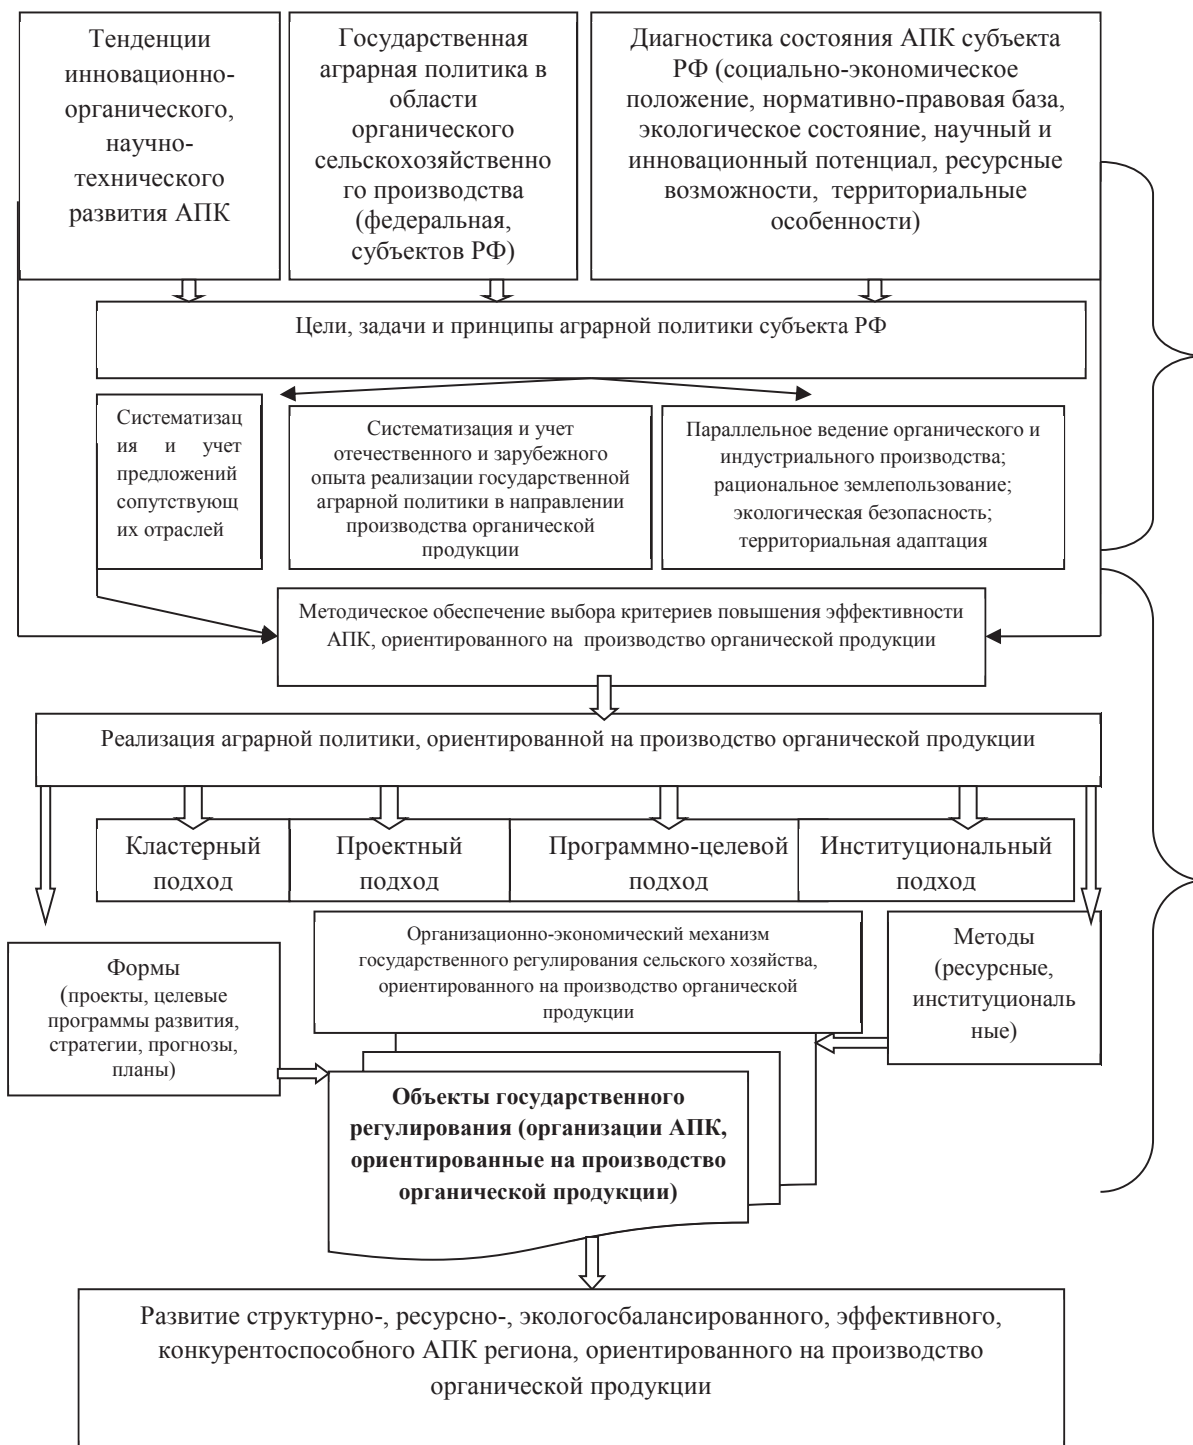 Тенденции
инновационно-
органического,
научно-
технического
развития АПК
Государственная
аграрная политика в
области
органического
сельскохозяйственно
го производства
(федеральная,
субъектов РФ)
Диагностика состояния АПК субъекта
РФ (социально-экономическое
положение, нормативно-правовая база,
экологическое состояние, научный и
инновационный потенциал, ресурсные
возможности, территориальные
особенности)
Цели, задачи и принципы аграрной политики субъекта РФ
Систематизац
ия и учет
предложений
сопутствующ
их отраслей
Систематизация и учет
отечественного и зарубежного
опыта реализации государственной
аграрной политики в направлении
производства органической
продукции
Параллельное ведение органического и
индустриального производства;
рациональное землепользование;
экологическая безопасность;
территориальная адаптация
Методическое обеспечение выбора критериев повышения эффективности
АПК, ориентированного на производство органической продукции
Реализация аграрной политики, ориентированной на производство органической продукции
Кластерный
подход
Проектный
подход
Программно-целевой
подход
Институциональный
подход
Формы
(проекты, целевые
программы развития,
стратегии, прогнозы,
планы)
Организационно-экономический механизм
государственного регулирования сельского хозяйства,
ориентированного на производство органической
продукции
Методы
(ресурсные,
институциональ
ные)
Объекты государственного
регулирования (организации АПК,
ориентированные на производство
органической продукции)
Развитие структурно-, ресурсно-, экологосбалансированного, эффективного,
конкурентоспособного АПК региона, ориентированного на производство
органической продукции